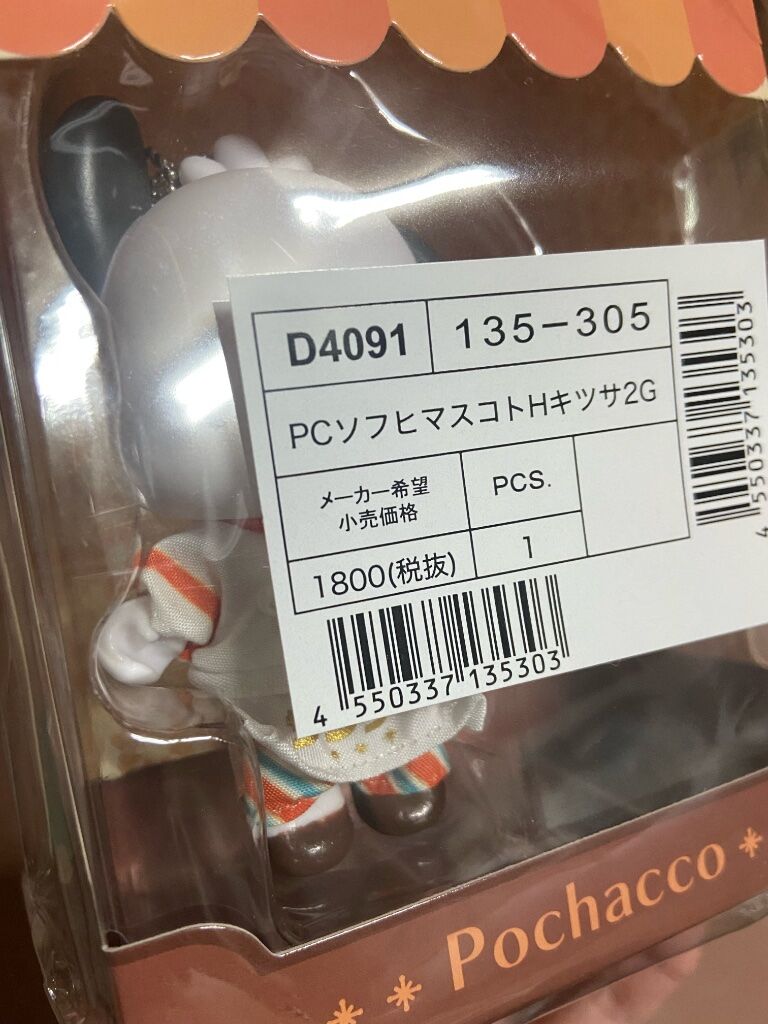 D4091 135-305
PCソフヒマスコトHキツサ2G
メーカー希望
小売価格
PCS.
1800(税抜)
1
4 550337 135303
4 550337 135303
Pochacco